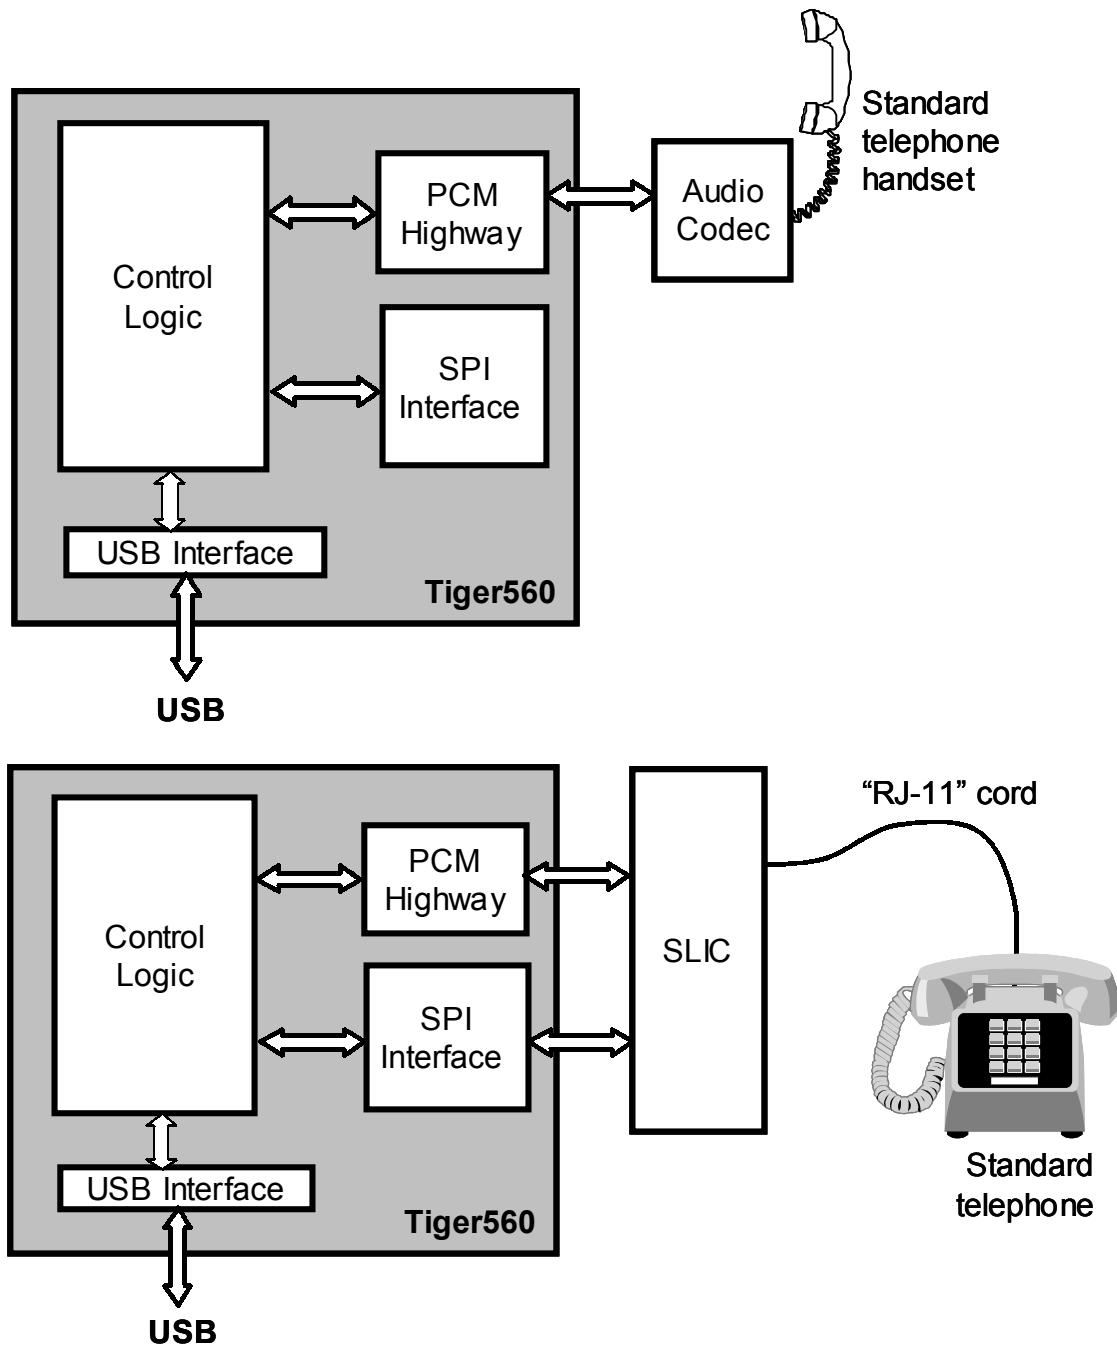 Standard
telephone
handset
PCM
Highway
Audio
Codec
Control
Logic
SPI
Interface
USB Interface
Tiger560
USB
“RJ-11” cord
PCM
Highway
Control
Logic
SLIC
SPI
Interface
USB Interface
Tiger560
Standard
telephone
USB